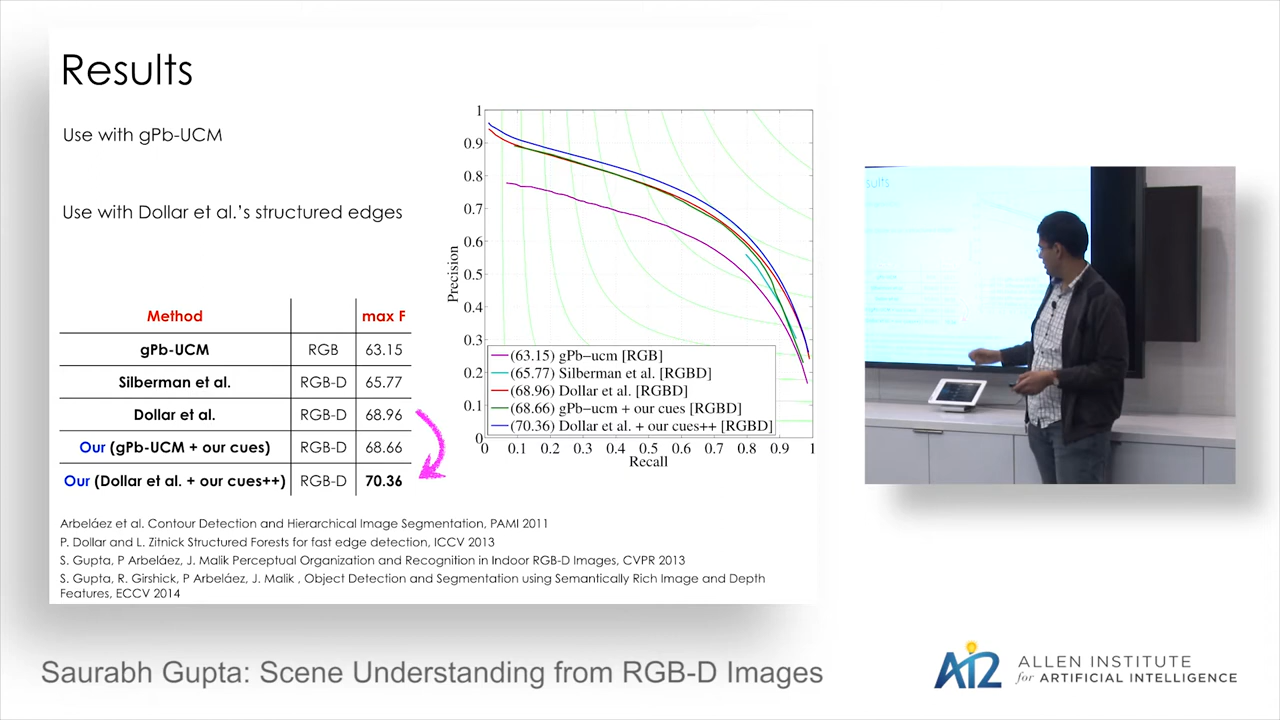 Results
Use with gPb-UCM
Use with Dollar et al.'s structured edges
Method max F
gPb-UCM RGB 63.15
Silberman et al. RGB-D 65.77
Dollar et al. RGB-D 68.96
Our (gPb-UCM + our cues) RGB-D 68.66
Our (Dollar et al. + our cues++) RGB-D 70.36
Arbeláez et al. Contour Detection and Hierarchical Image Segmentation, PAMI 2011
P. Dollar and L. Zitnick Structured Forests for fast edge detection, ICCV 2013
S. Gupta, P Arbeláez, J. Malik Perceptual Organization and Recognition in Indoor RGB-D Images, CVPR 2013
S. Gupta, R. Girshick, P Arbeláez, J. Malik , Object Detection and Segmentation using Semantically Rich Image and Depth
Features, ECCV 2014
1
0.9
0.8
0.7
0.6
0.5
0.4
0.3
0.2
0.1
0
Precision
(63.15) gPb−ucm [RGB]
(65.77) Silberman et al. [RGBD]
(68.96) Dollar et al. [RGBD]
(68.66) gPb−ucm + our cues [RGBD]
(70.36) Dollar et al. + our cues++ [RGBD]
0 0.1 0.2 0.3 0.4 0.5 0.6 0.7 0.8 0.9 1
Recall
sults
Saurabh Gupta: Scene Understanding from RGB-D Images
AI2 ALLEN INSTITUTE
for ARTIFICIAL INTELLIGENCE